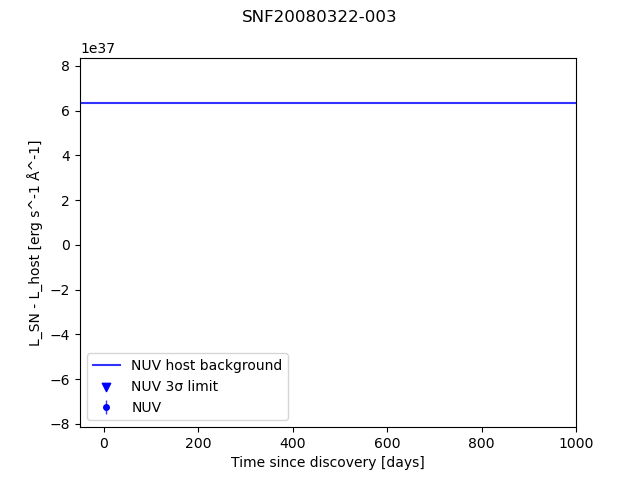 SNF20080322-003
1e37
8
6
4
2
0
−2
−4
−6
−8
L_SN - L_host [erg s^-1 Å^-1]
NUV host background
NUV 3σ limit
NUV
0 200 400 600 800 1000
Time since discovery [days]